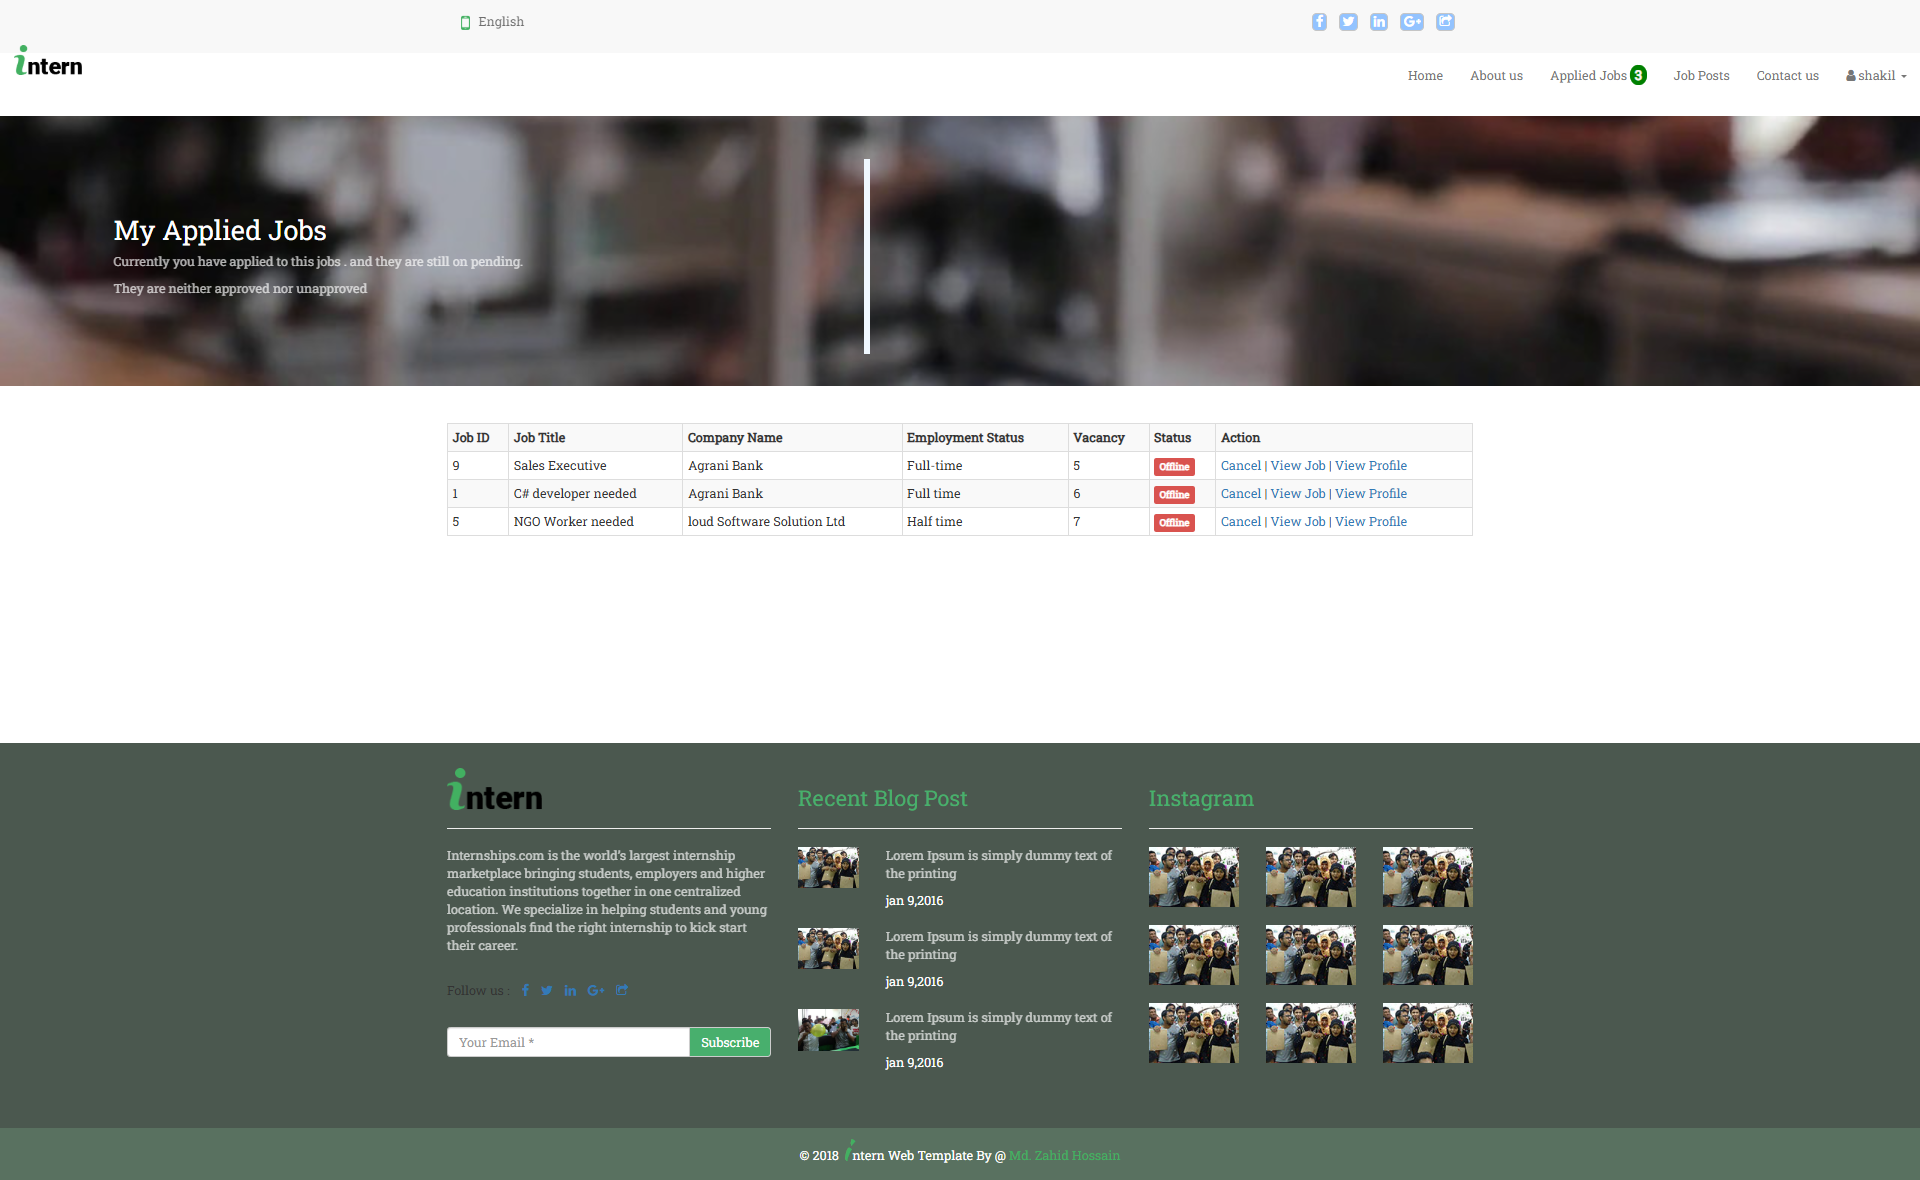 English
intern
Home About us Applied Jobs 3 Job Posts Contact us shakil
My Applied Jobs
Currently you have applied to this jobs . and they are still on pending.
They are neither approved nor unapproved
Job ID Job Title Company Name Employment Status Vacancy Status Action
9 Sales Executive Agrani Bank Full-time 5 Offline Cancel | View Job | View Profile
1 C# developer needed Agrani Bank Full time 6 Offline Cancel | View Job | View Profile
5 NGO Worker needed loud Software Solution Ltd Half time 7 Offline Cancel | View Job | View Profile
intern
Internships.com is the world's largest internship
marketplace bringing students, employers and higher
education institutions together in one centralized
location. We specialize in helping students and young
professionals find the right internship to kick start
their career.
Follow us :
Your Email *
Subscribe
Recent Blog Post
Lorem Ipsum is simply dummy text of
the printing
jan 9,2016
Lorem Ipsum is simply dummy text of
the printing
jan 9,2016
Lorem Ipsum is simply dummy text of
the printing
jan 9,2016
Instagram
© 2018 intern Web Template By @ Md. Zahid Hossain